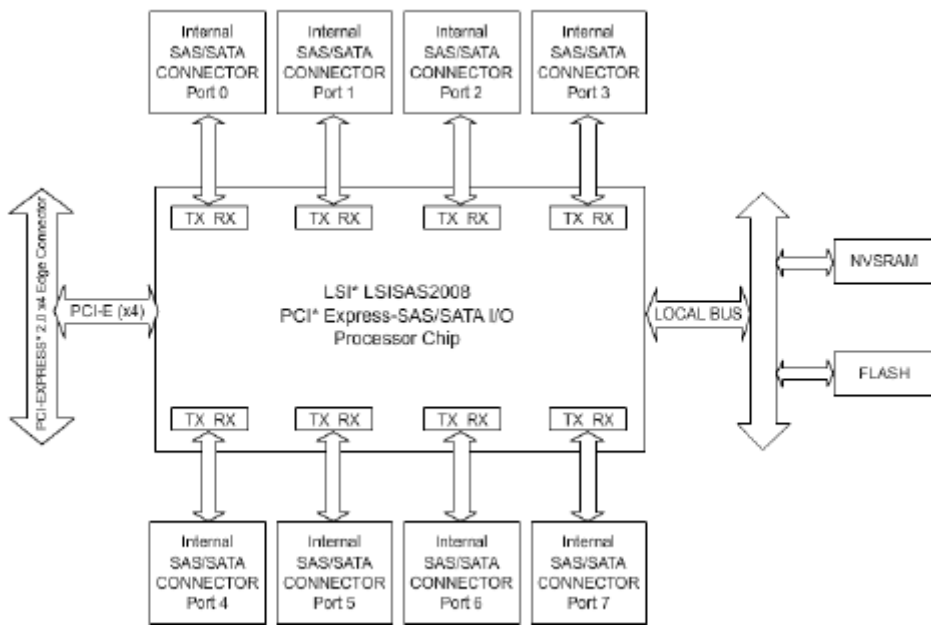 Internal
SAS/SATA
CONNECTOR
Port 0
Internal
SAS/SATA
CONNECTOR
Port 1
Internal
SAS/SATA
CONNECTOR
Port 2
Internal
SAS/SATA
CONNECTOR
Port 3
TX RX
TX RX
TX RX
TX RX
PCI-EXPRESS* 2.0 x4 Edge Connector
PCI-E (x4)
LSI* LSISAS2008
PCI* Express-SAS/SATA I/O
Processor Chip
LOCAL BUS
NVSRAM
FLASH
TX RX
TX RX
TX RX
TX RX
Internal
SAS/SATA
CONNECTOR
Port 4
Internal
SAS/SATA
CONNECTOR
Port 5
Internal
SAS/SATA
CONNECTOR
Port 6
Internal
SAS/SATA
CONNECTOR
Port 7